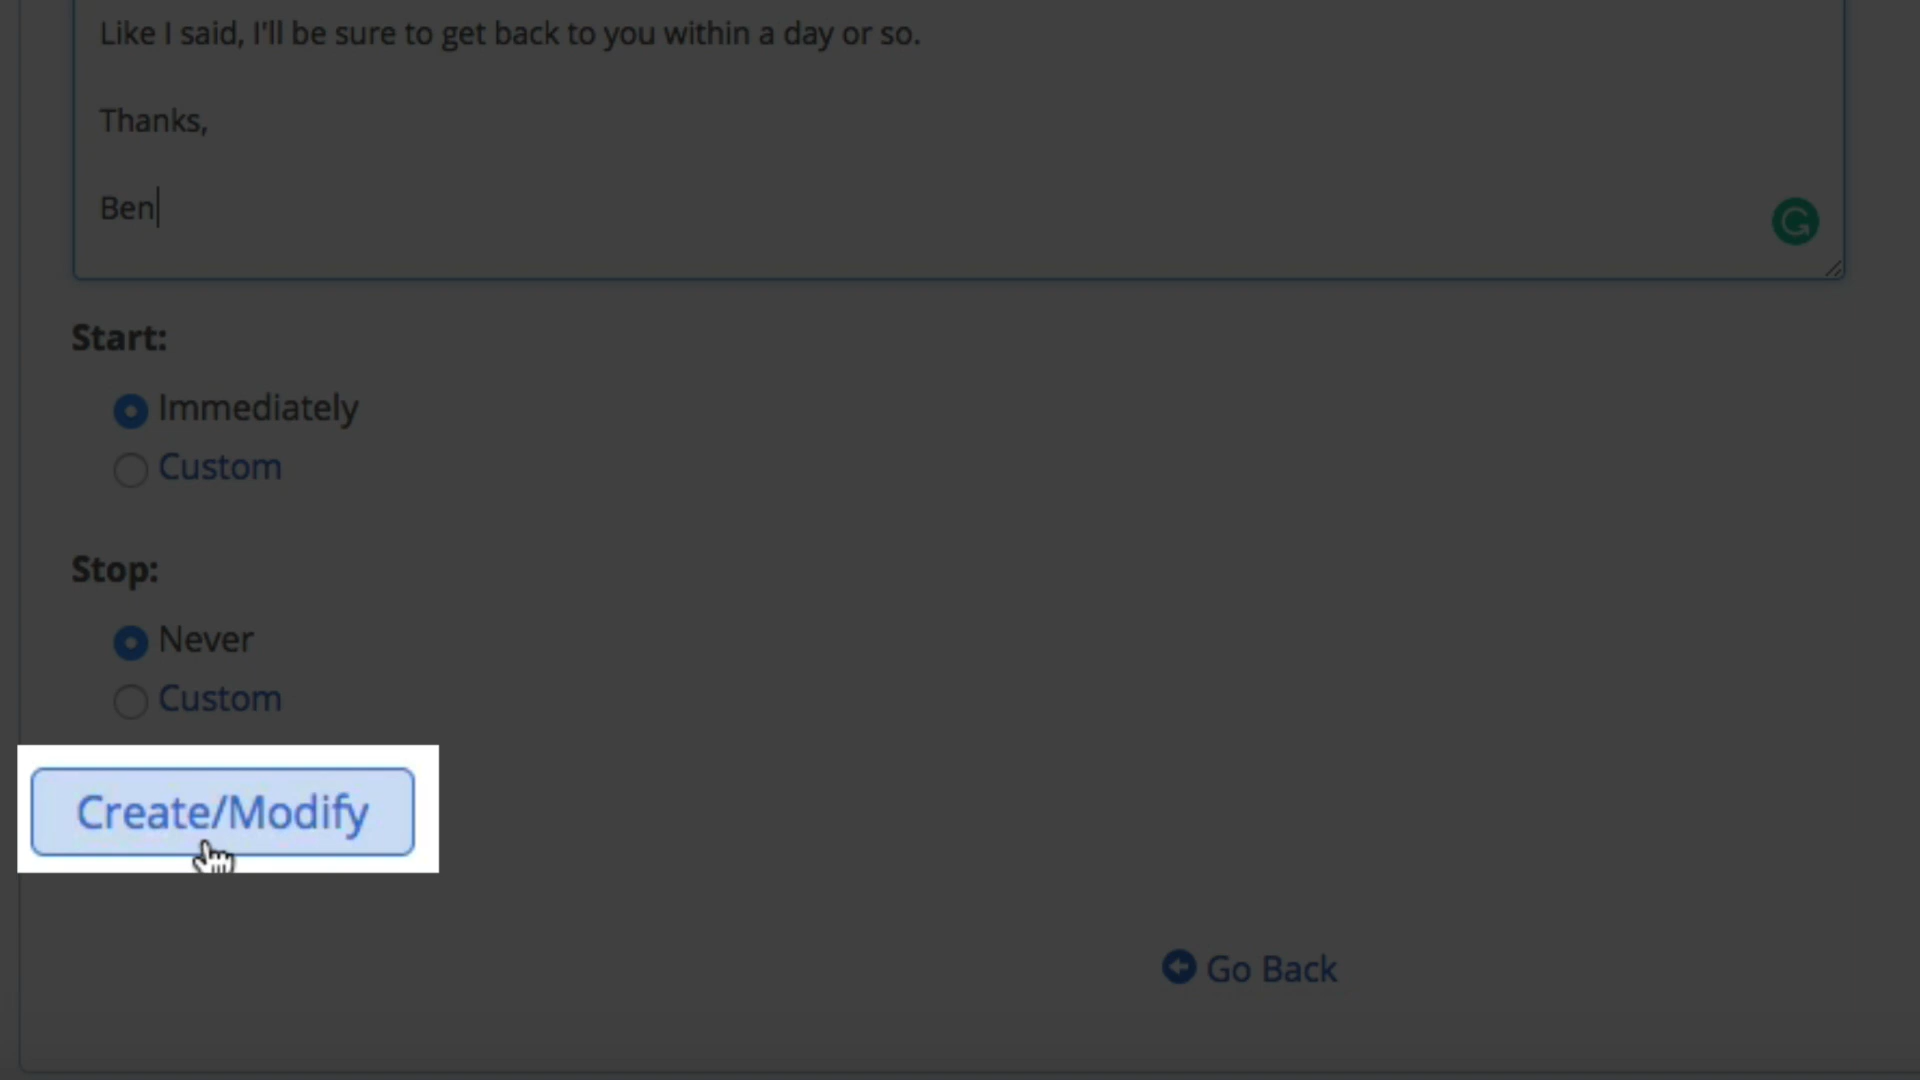 Like I said, I'll be sure to get back to you within a day or so.
Thanks,
Ben
Start:
Immediately
Custom
Stop:
Never
Custom
Create/Modify
Go Back